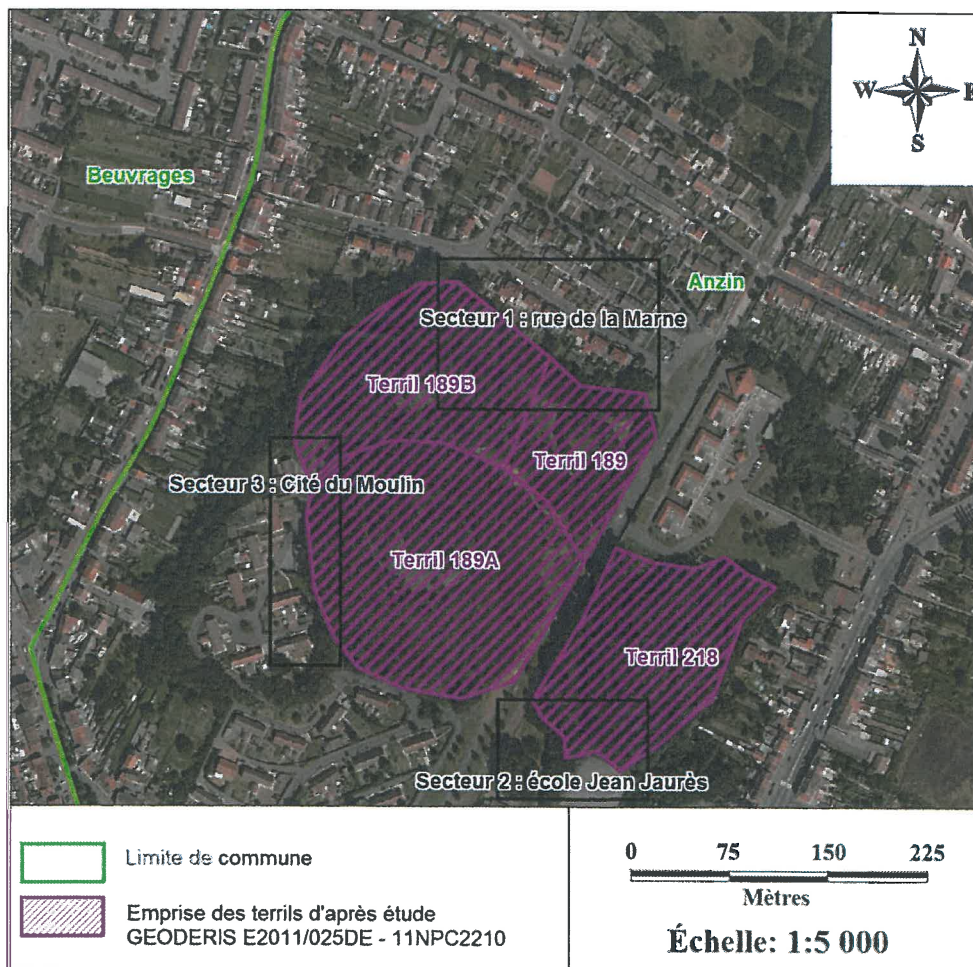 N
W E
S
Beuvrages
Anzin
Secteur 1 : rue de la Marne
Terril 189B
Terril 189
Secteur 3 : Cité du Moulin
Terril 189A
Terril 218
Secteur 2 : école Jean Jaurès
Limite de commune
Emprise des terrils d'après étude
GEODERIS E2011/025DE - 11NPC2210
0 75 150 225
Mètres
Échelle: 1:5 000